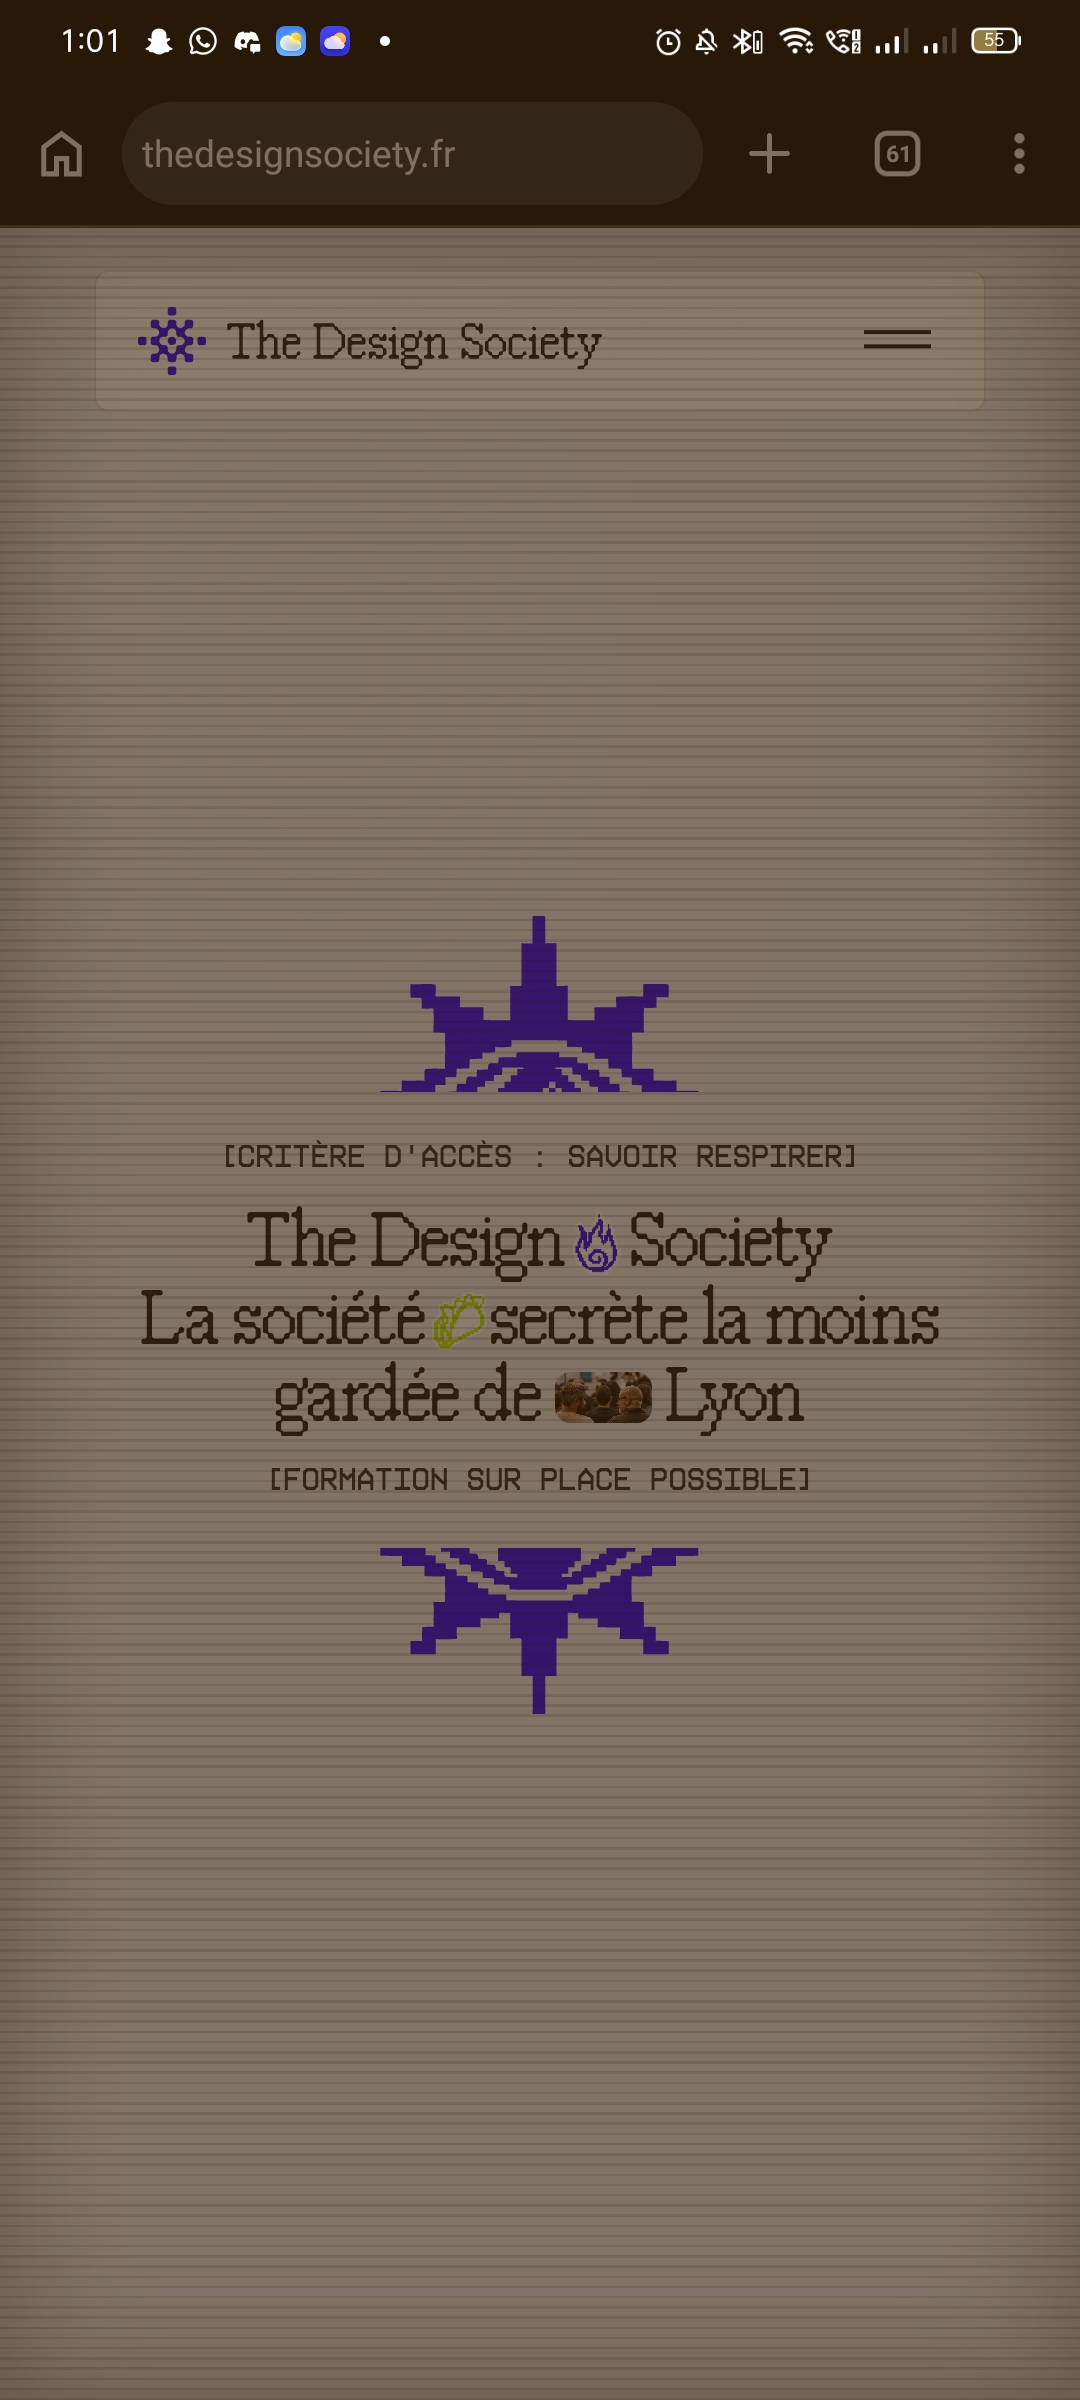 1:01
55
thedesignsociety.fr
61
The Design Society
[CRITÈRE D'ACCÈS : SAVOIR RESPIRER]
The Design Society
La société secrète la moins
gardée de Lyon
[FORMATION SUR PLACE POSSIBLE]